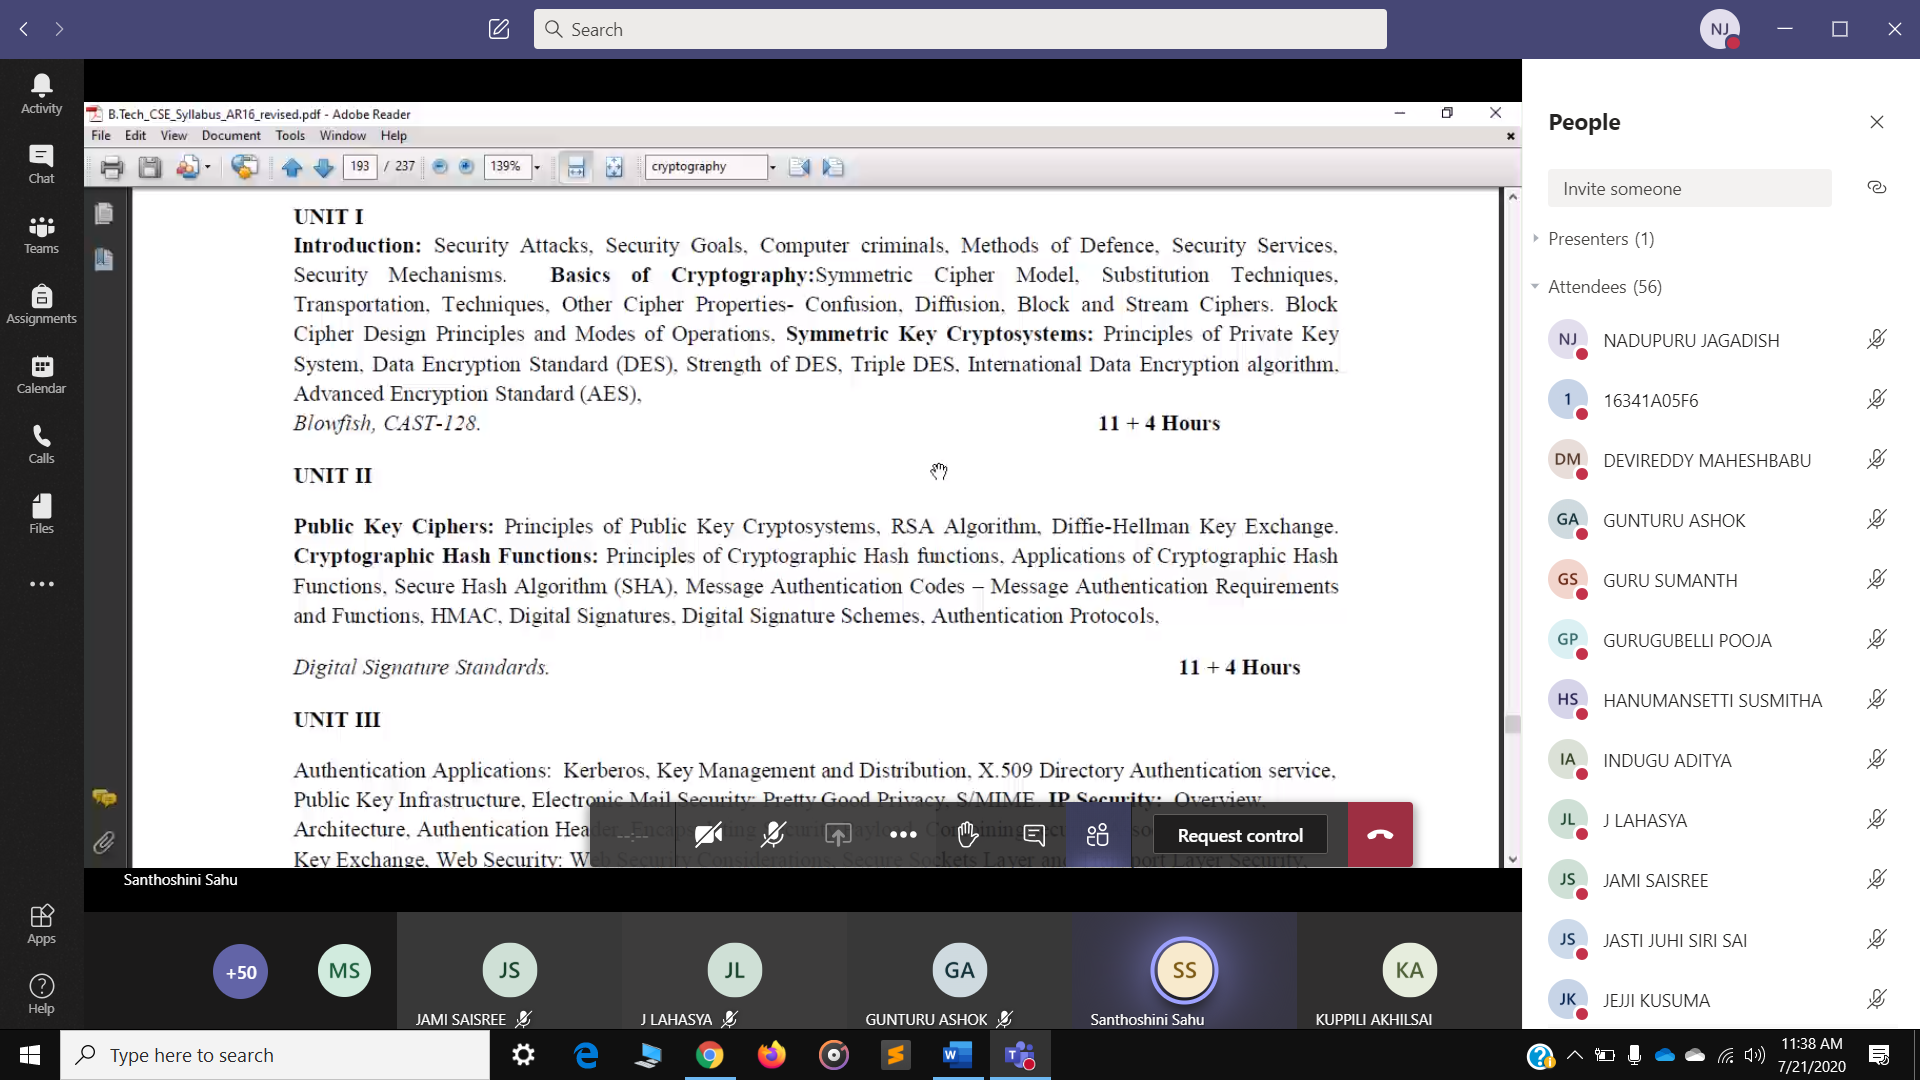 Search
NJ
Activity
Chat
Teams
Assignments
Calendar
Calls
Files
Apps
Help
B.Tech_CSE_Syllabus_AR16_revised.pdf - Adobe Reader
File Edit View Document Tools Window Help
193 / 237 139% cryptography
UNIT I
Introduction: Security Attacks, Security Goals, Computer criminals, Methods of Defence, Security Services,
Security Mechanisms. Basics of Cryptography:Symmetric Cipher Model, Substitution Techniques,
Transportation, Techniques, Other Cipher Properties- Confusion, Diffusion, Block and Stream Ciphers. Block
Cipher Design Principles and Modes of Operations, Symmetric Key Cryptosystems: Principles of Private Key
System, Data Encryption Standard (DES), Strength of DES, Triple DES, International Data Encryption algorithm,
Advanced Encryption Standard (AES),
Blowfish, CAST-128. 11 + 4 Hours
UNIT II
Public Key Ciphers: Principles of Public Key Cryptosystems, RSA Algorithm, Diffie-Hellman Key Exchange.
Cryptographic Hash Functions: Principles of Cryptographic Hash functions, Applications of Cryptographic Hash
Functions, Secure Hash Algorithm (SHA), Message Authentication Codes – Message Authentication Requirements
and Functions, HMAC, Digital Signatures, Digital Signature Schemes, Authentication Protocols,
Digital Signature Standards. 11 + 4 Hours
UNIT III
Authentication Applications: Kerberos, Key Management and Distribution, X.509 Directory Authentication service,
Public Key Infrastructure, Electronic Mail Security: Pretty Good Privacy, S/MIME. IP Security: Overview,
Architecture, Authentication Header, Encapsulating Security Payload, Combining
Key Exchange, Web Security: Web Security Considerations, Secure Sockets Layer and Transport Layer Security,
Request control
Santhoshini Sahu
+50
MS
JS
JAMI SAISREE
JL
J LAHASYA
GA
GUNTURU ASHOK
SS
Santhoshini Sahu
KA
KUPPILI AKHILSAI
People
Invite someone
Presenters (1)
Attendees (56)
NJ NADUPURU JAGADISH
1 16341A05F6
DM DEVIREDDY MAHESHBABU
GA GUNTURU ASHOK
GS GURU SUMANTH
GP GURUGUBELLI POOJA
HS HANUMANSETTI SUSMITHA
IA INDUGU ADITYA
JL J LAHASYA
JS JAMI SAISREE
JS JASTI JUHI SIRI SAI
JK JEJJI KUSUMA
Type here to search
11:38 AM
7/21/2020